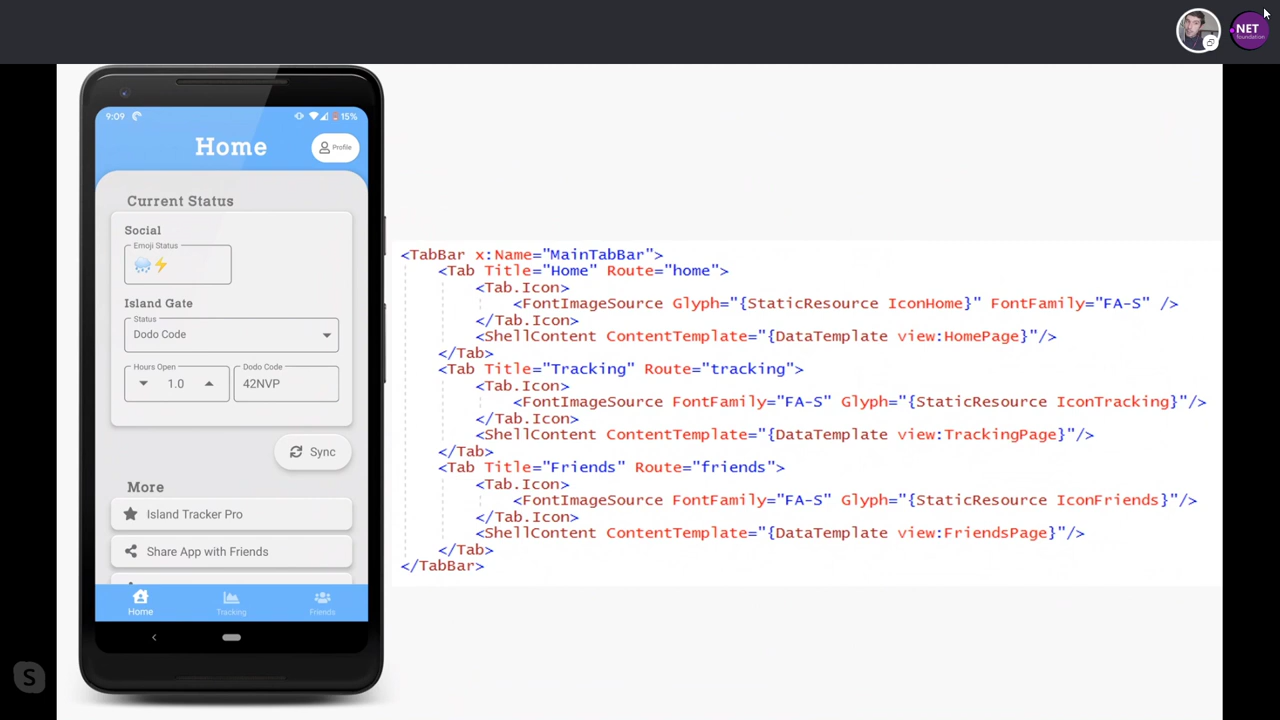 NET
foundation
9:09
15%
Home
Profile
Current Status
Social
Emoji Status
Island Gate
Status
Dodo Code
Hours Open
1.0
Dodo Code
42NVP
Sync
More
Island Tracker Pro
Share App with Friends
Home
Tracking
Friends
<TabBar x:Name="MainTabBar">
<Tab Title="Home" Route="home">
<Tab.Icon>
<FontImageSource Glyph="{StaticResource IconHome}" FontFamily="FA-S" />
</Tab.Icon>
<ShellContent ContentTemplate="{DataTemplate view:HomePage}"/>
</Tab>
<Tab Title="Tracking" Route="tracking">
<Tab.Icon>
<FontImageSource FontFamily="FA-S" Glyph="{StaticResource IconTracking}"/>
</Tab.Icon>
<ShellContent ContentTemplate="{DataTemplate view:TrackingPage}"/>
</Tab>
<Tab Title="Friends" Route="friends">
<Tab.Icon>
<FontImageSource FontFamily="FA-S" Glyph="{StaticResource IconFriends}"/>
</Tab.Icon>
<ShellContent ContentTemplate="{DataTemplate view:FriendsPage}"/>
</Tab>
</TabBar>
S